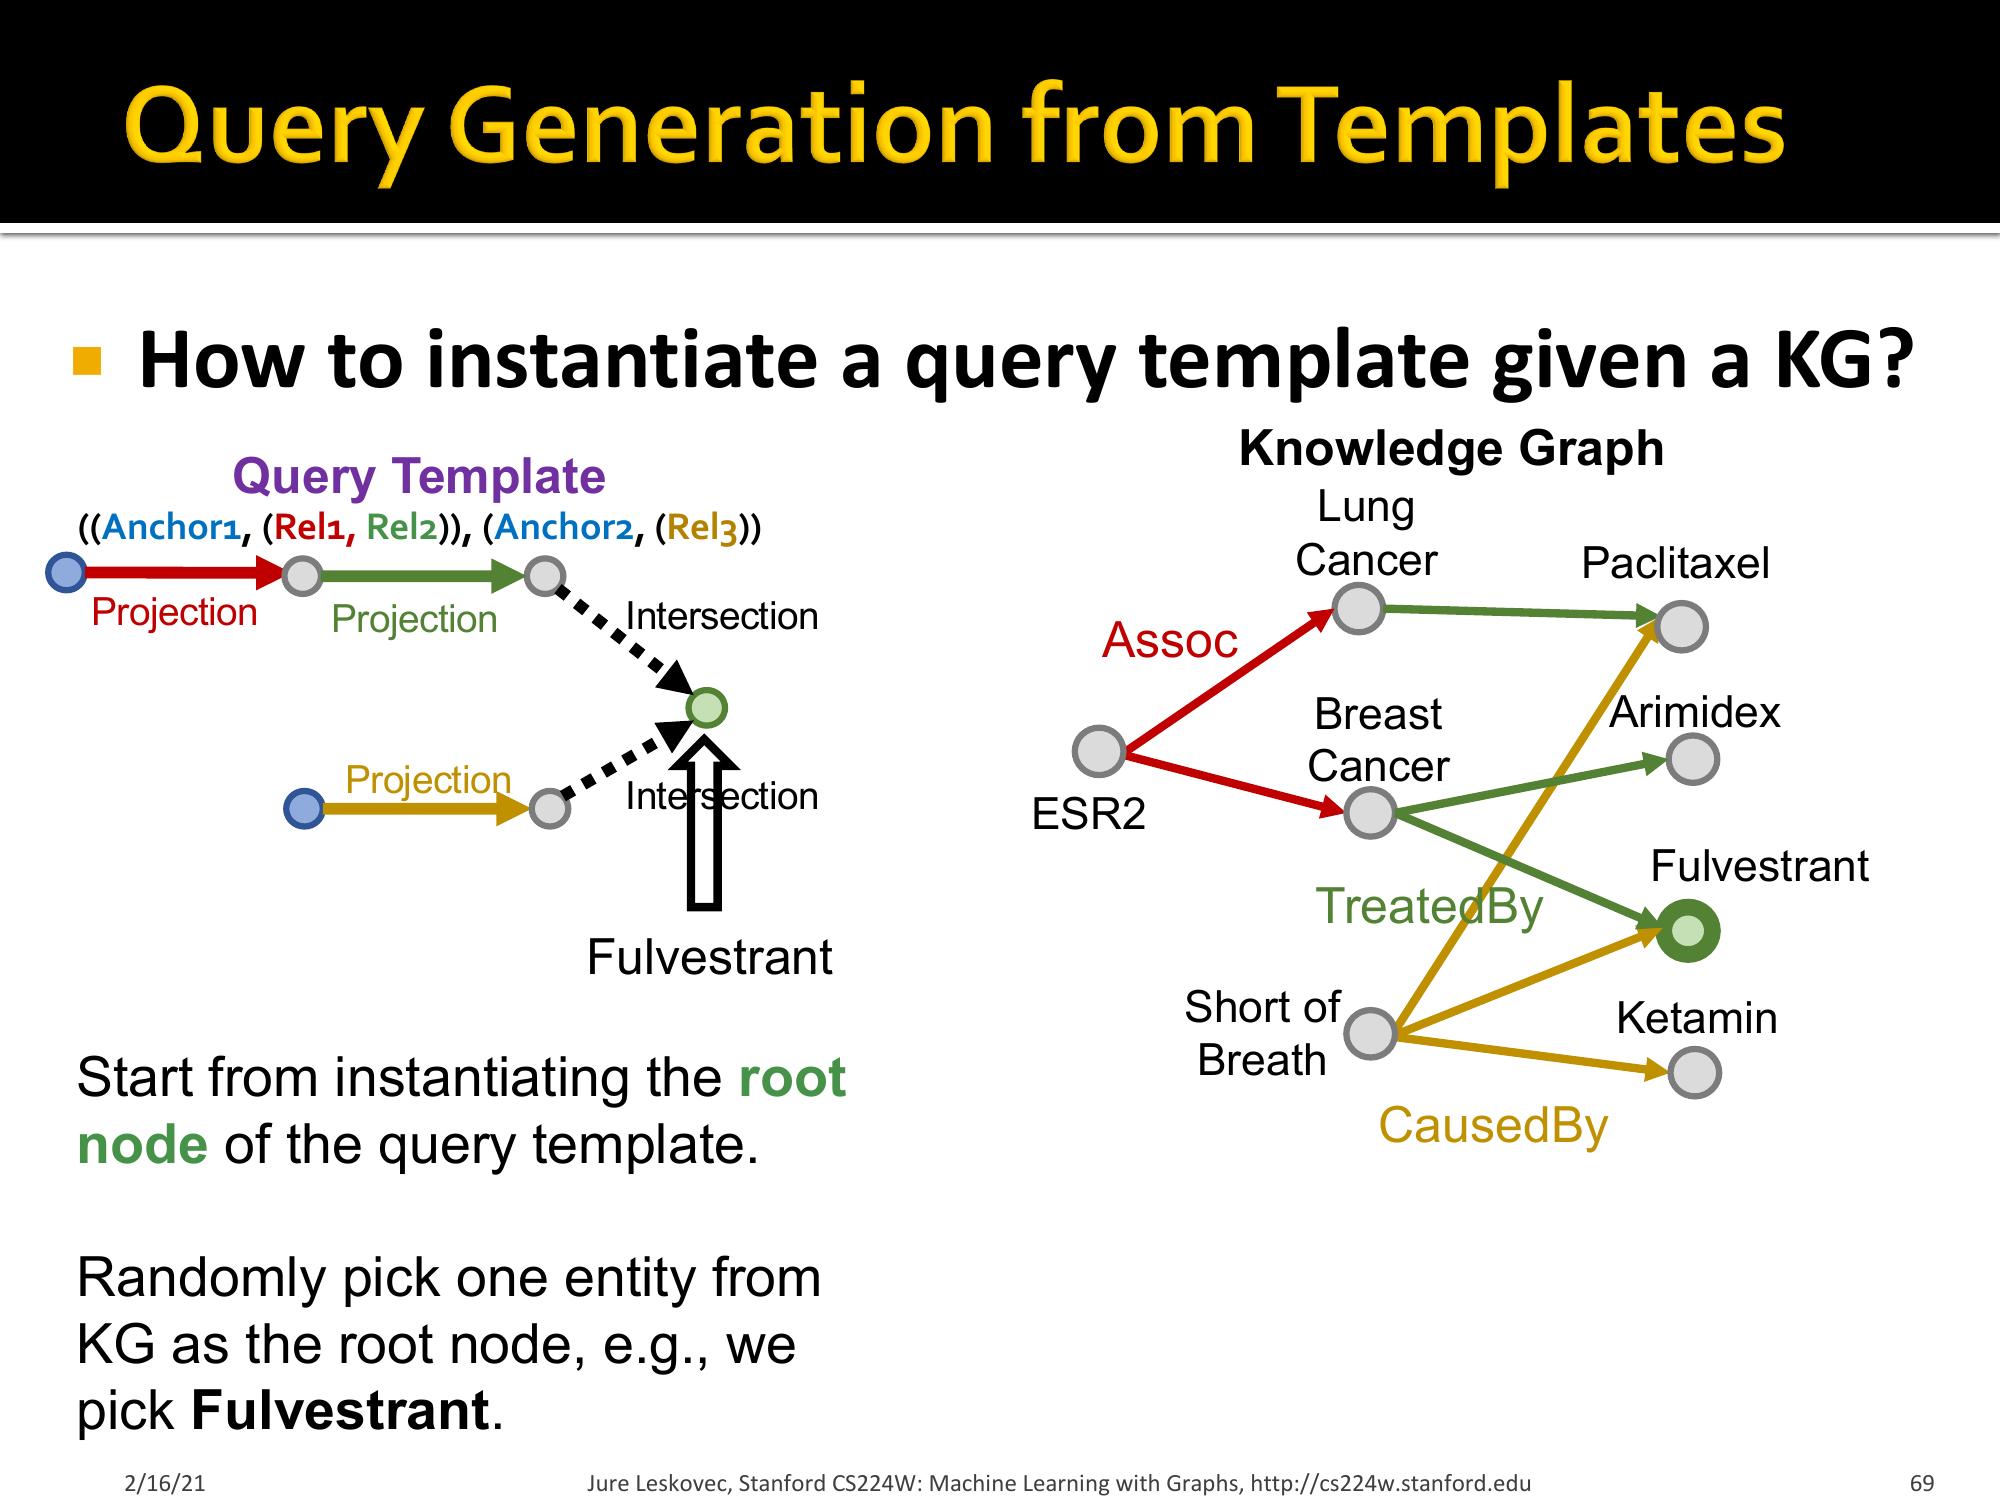 Query Generation from Templates
How to instantiate a query template given a KG?
Query Template
((Anchor1, (Rel1, Rel2)), (Anchor2, (Rel3))
Projection
Projection
Intersection
Projection
Intersection
Fulvestrant
Start from instantiating the root
node of the query template.
Randomly pick one entity from
KG as the root node, e.g., we
pick Fulvestrant.
Knowledge Graph
Lung
Cancer
Paclitaxel
Assoc
Breast
Cancer
Arimidex
ESR2
Fulvestrant
TreatedBy
Short of
Breath
Ketamin
CausedBy
2/16/21
Jure Leskovec, Stanford CS224W: Machine Learning with Graphs, http://cs224w.stanford.edu
69